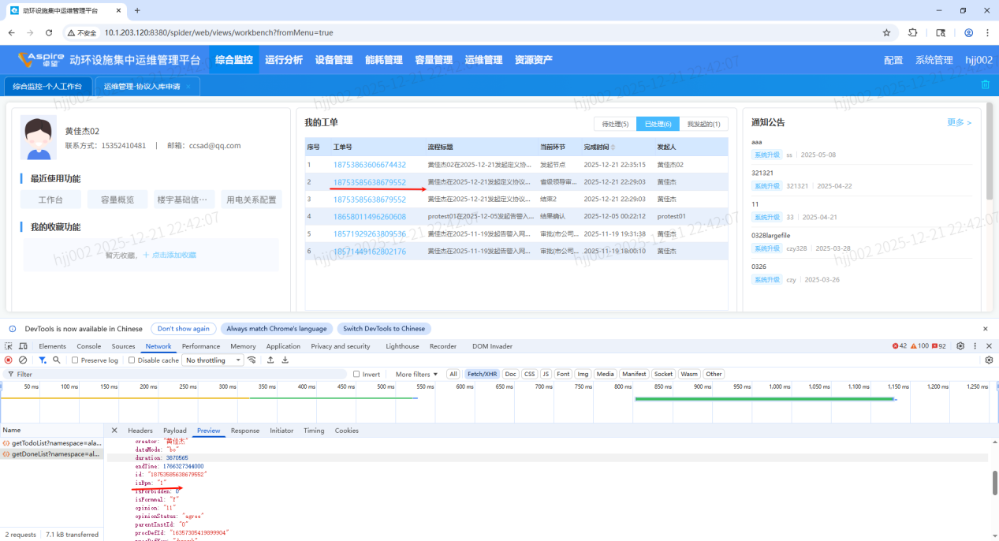 动环设施集中运维管理平台
不安全 10.1.203.120:8380/spider/web/views/workbench?fromMenu=true
Aspire 卓望 动环设施集中运维管理平台 综合监控 运行分析 设备管理 能耗管理 容量管理 运维管理 资源资产 配置 系统管理 hjj002
综合监控-个人工作台 运维管理-协议入库申请
黄佳杰02
联系方式：15352410481 | 邮箱：ccsad@qq.com
最近使用功能
工作台 容量概览 楼宇基础信… 用电关系配置
我的收藏功能
暂无收藏，+ 点击添加收藏
我的工单 待处理(5) 已处理(6) 我发起的(1)
序号 工单号 流程标题 当前环节 完成时间 发起人
1 18753863606674432 黄佳杰02在2025-12-21发起定义协... 发起节点 2025-12-21 22:35:15 黄佳杰02
2 18753585638679552 黄佳杰在2025-12-21发起定义协议... 省级领导审... 2025-12-21 22:29:03 黄佳杰
3 18753585638679552 黄佳杰在2025-12-21发起定义协议... 结束2 2025-12-21 22:29:03 黄佳杰
4 18658011496260608 protest01在2025-12-05发起告警入... 结果确认 2025-12-05 00:22:12 protest01
5 18571929263809536 黄佳杰在2025-11-19发起告警入网... 审批(市公司... 2025-11-19 19:31:38 黄佳杰
6 18571449162802176 黄佳杰在2025-11-19发起告警入网... 审批(市公司... 2025-11-19 18:00:10 黄佳杰
通知公告 更多 >
aaa
系统升级 ss | 2025-05-08
321321
系统升级 321321 | 2025-04-22
11
系统升级 33 | 2025-04-21
0328largefile
系统升级 czy328 | 2025-03-28
0326
系统升级 czy | 2025-03-26
hjj002 2025-12-21 22:42:07
DevTools is now available in Chinese Don't show again Always match Chrome's language Switch DevTools to Chinese
Elements Console Sources Network Performance Memory Application Privacy and security Lighthouse Recorder DOM Invader 42 100 92
Preserve log Disable cache No throttling
Filter Invert More filters All Fetch/XHR Doc CSS JS Font Img Media Manifest Socket Wasm Other
50 ms 100 ms 150 ms 200 ms 250 ms 300 ms 350 ms 400 ms 450 ms 500 ms 550 ms 600 ms 650 ms 700 ms 750 ms 800 ms 850 ms 900 ms 950 ms 1,000 ms 1,050 ms 1,100 ms 1,150 ms 1,200 ms 1,250 ms
Name Headers Payload Preview Response Initiator Timing Cookies
getTodoList?namespace=ala...
getDoneList?namespace=al...
creator: "黄佳杰"
dataMode: "bo"
duration: 3870565
endTime: 1766327344000
id: "18753585638679552"
isBpm: "1"
isForbidden: 0
isFormmal: "Y"
opinion: "11"
opinionStatus: "agree"
parentInstId: "0"
procDefId: "16357305419899904"
2 requests 7.1 kB transferred